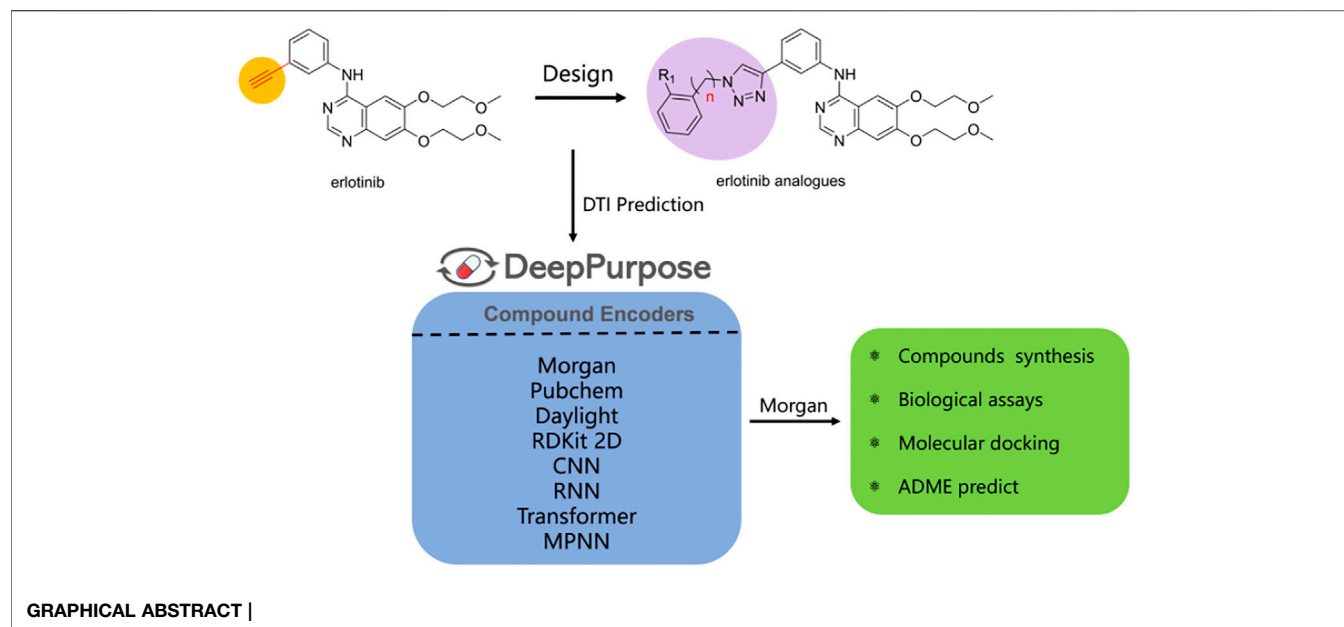 NH
N
N
O
O
O
O
erlotinib
Design
R1
n
N
N
N
NH
N
N
O
O
O
O
erlotinib analogues
DTI Prediction
DeepPurpose
Compound Encoders
Morgan
Pubchem
Daylight
RDKit 2D
CNN
RNN
Transformer
MPNN
Morgan
Compounds synthesis
Biological assays
Molecular docking
ADME predict
GRAPHICAL ABSTRACT |